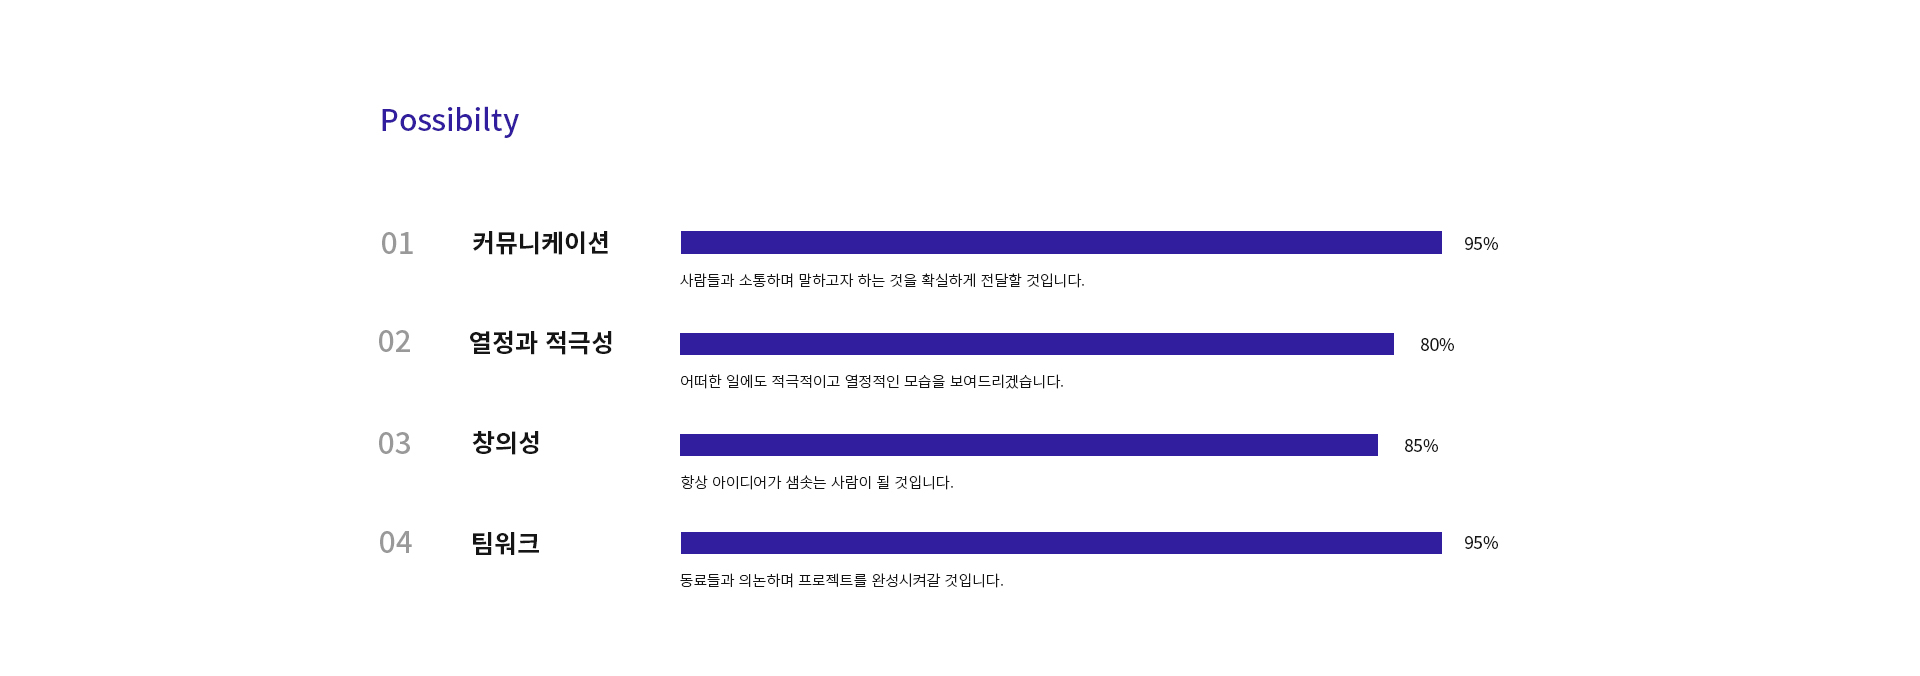 Possibilty
01 커뮤니케이션 95%
사람들과 소통하며 말하고자 하는 것을 확실하게 전달할 것입니다.
02 열정과 적극성 80%
어떠한 일에도 적극적이고 열정적인 모습을 보여드리겠습니다.
03 창의성 85%
항상 아이디어가 샘솟는 사람이 될 것입니다.
04 팀워크 95%
동료들과 의논하며 프로젝트를 완성시켜갈 것입니다.